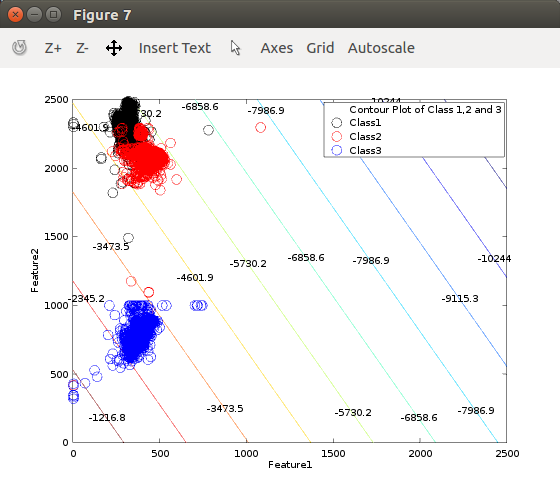 Figure 7
Z+ Z- Insert Text Axes Grid Autoscale
2500
2000
1500
1000
500
0
0 500 1000 1500 2000 2500
Feature2
Feature1
Contour Plot of Class 1,2 and 3
Class1
Class2
Class3
30.2
-6858.6
-7986.9
-10244
-4601.9
-3473.5
-4601.9
-5730.2
-6858.6
-7986.9
-10244
-2345.2
-9115.3
-1216.8
-3473.5
-5730.2
-6858.6
-7986.9